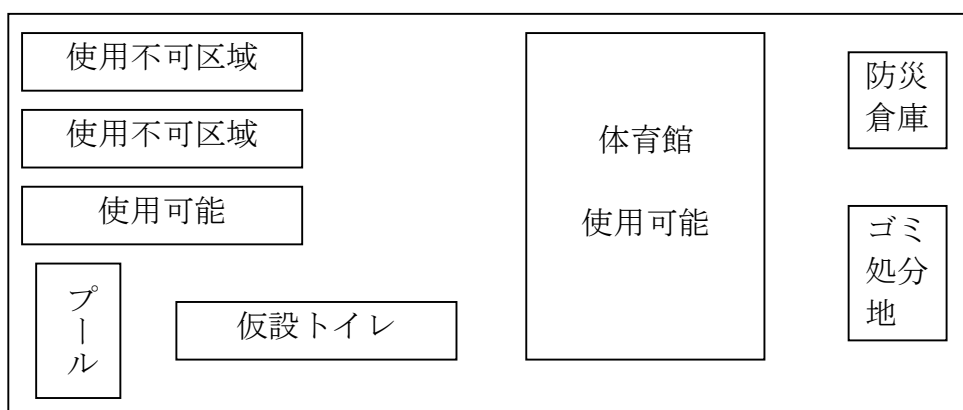 使用不可区域
使用不可区域
使用可能
プール
仮設トイレ
体育館
使用可能
防災
倉庫
ゴミ
処分
地